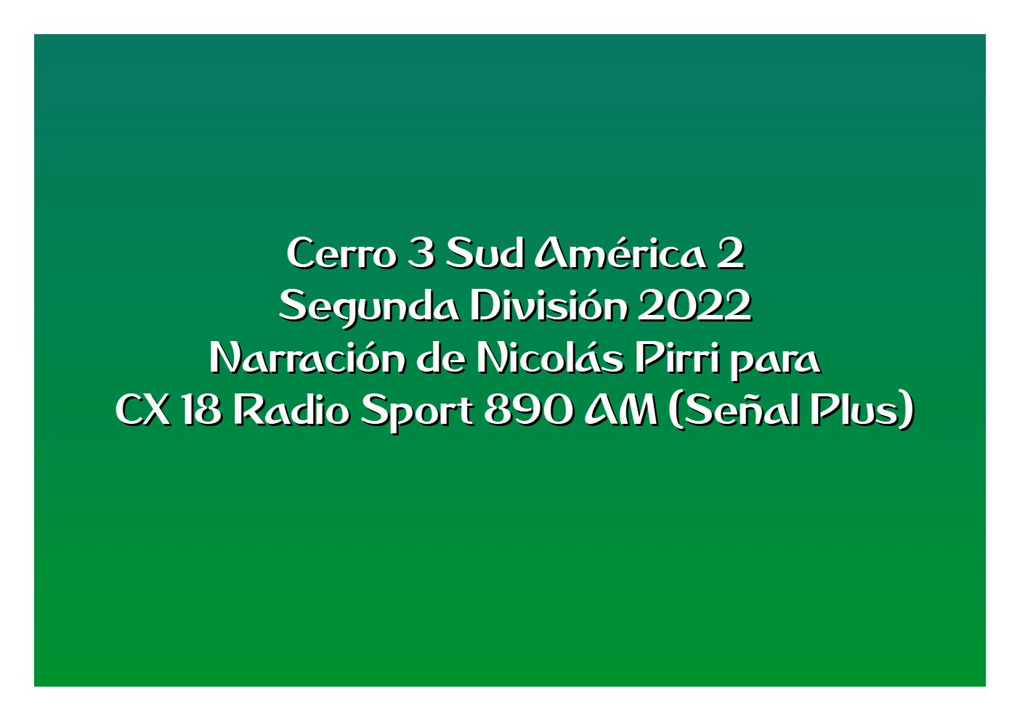 Cerro 3 Sud América 2
Segunda División 2022
Narración de Nicolás Pirri para
CX 18 Radio Sport 890 AM (Señal Plus)